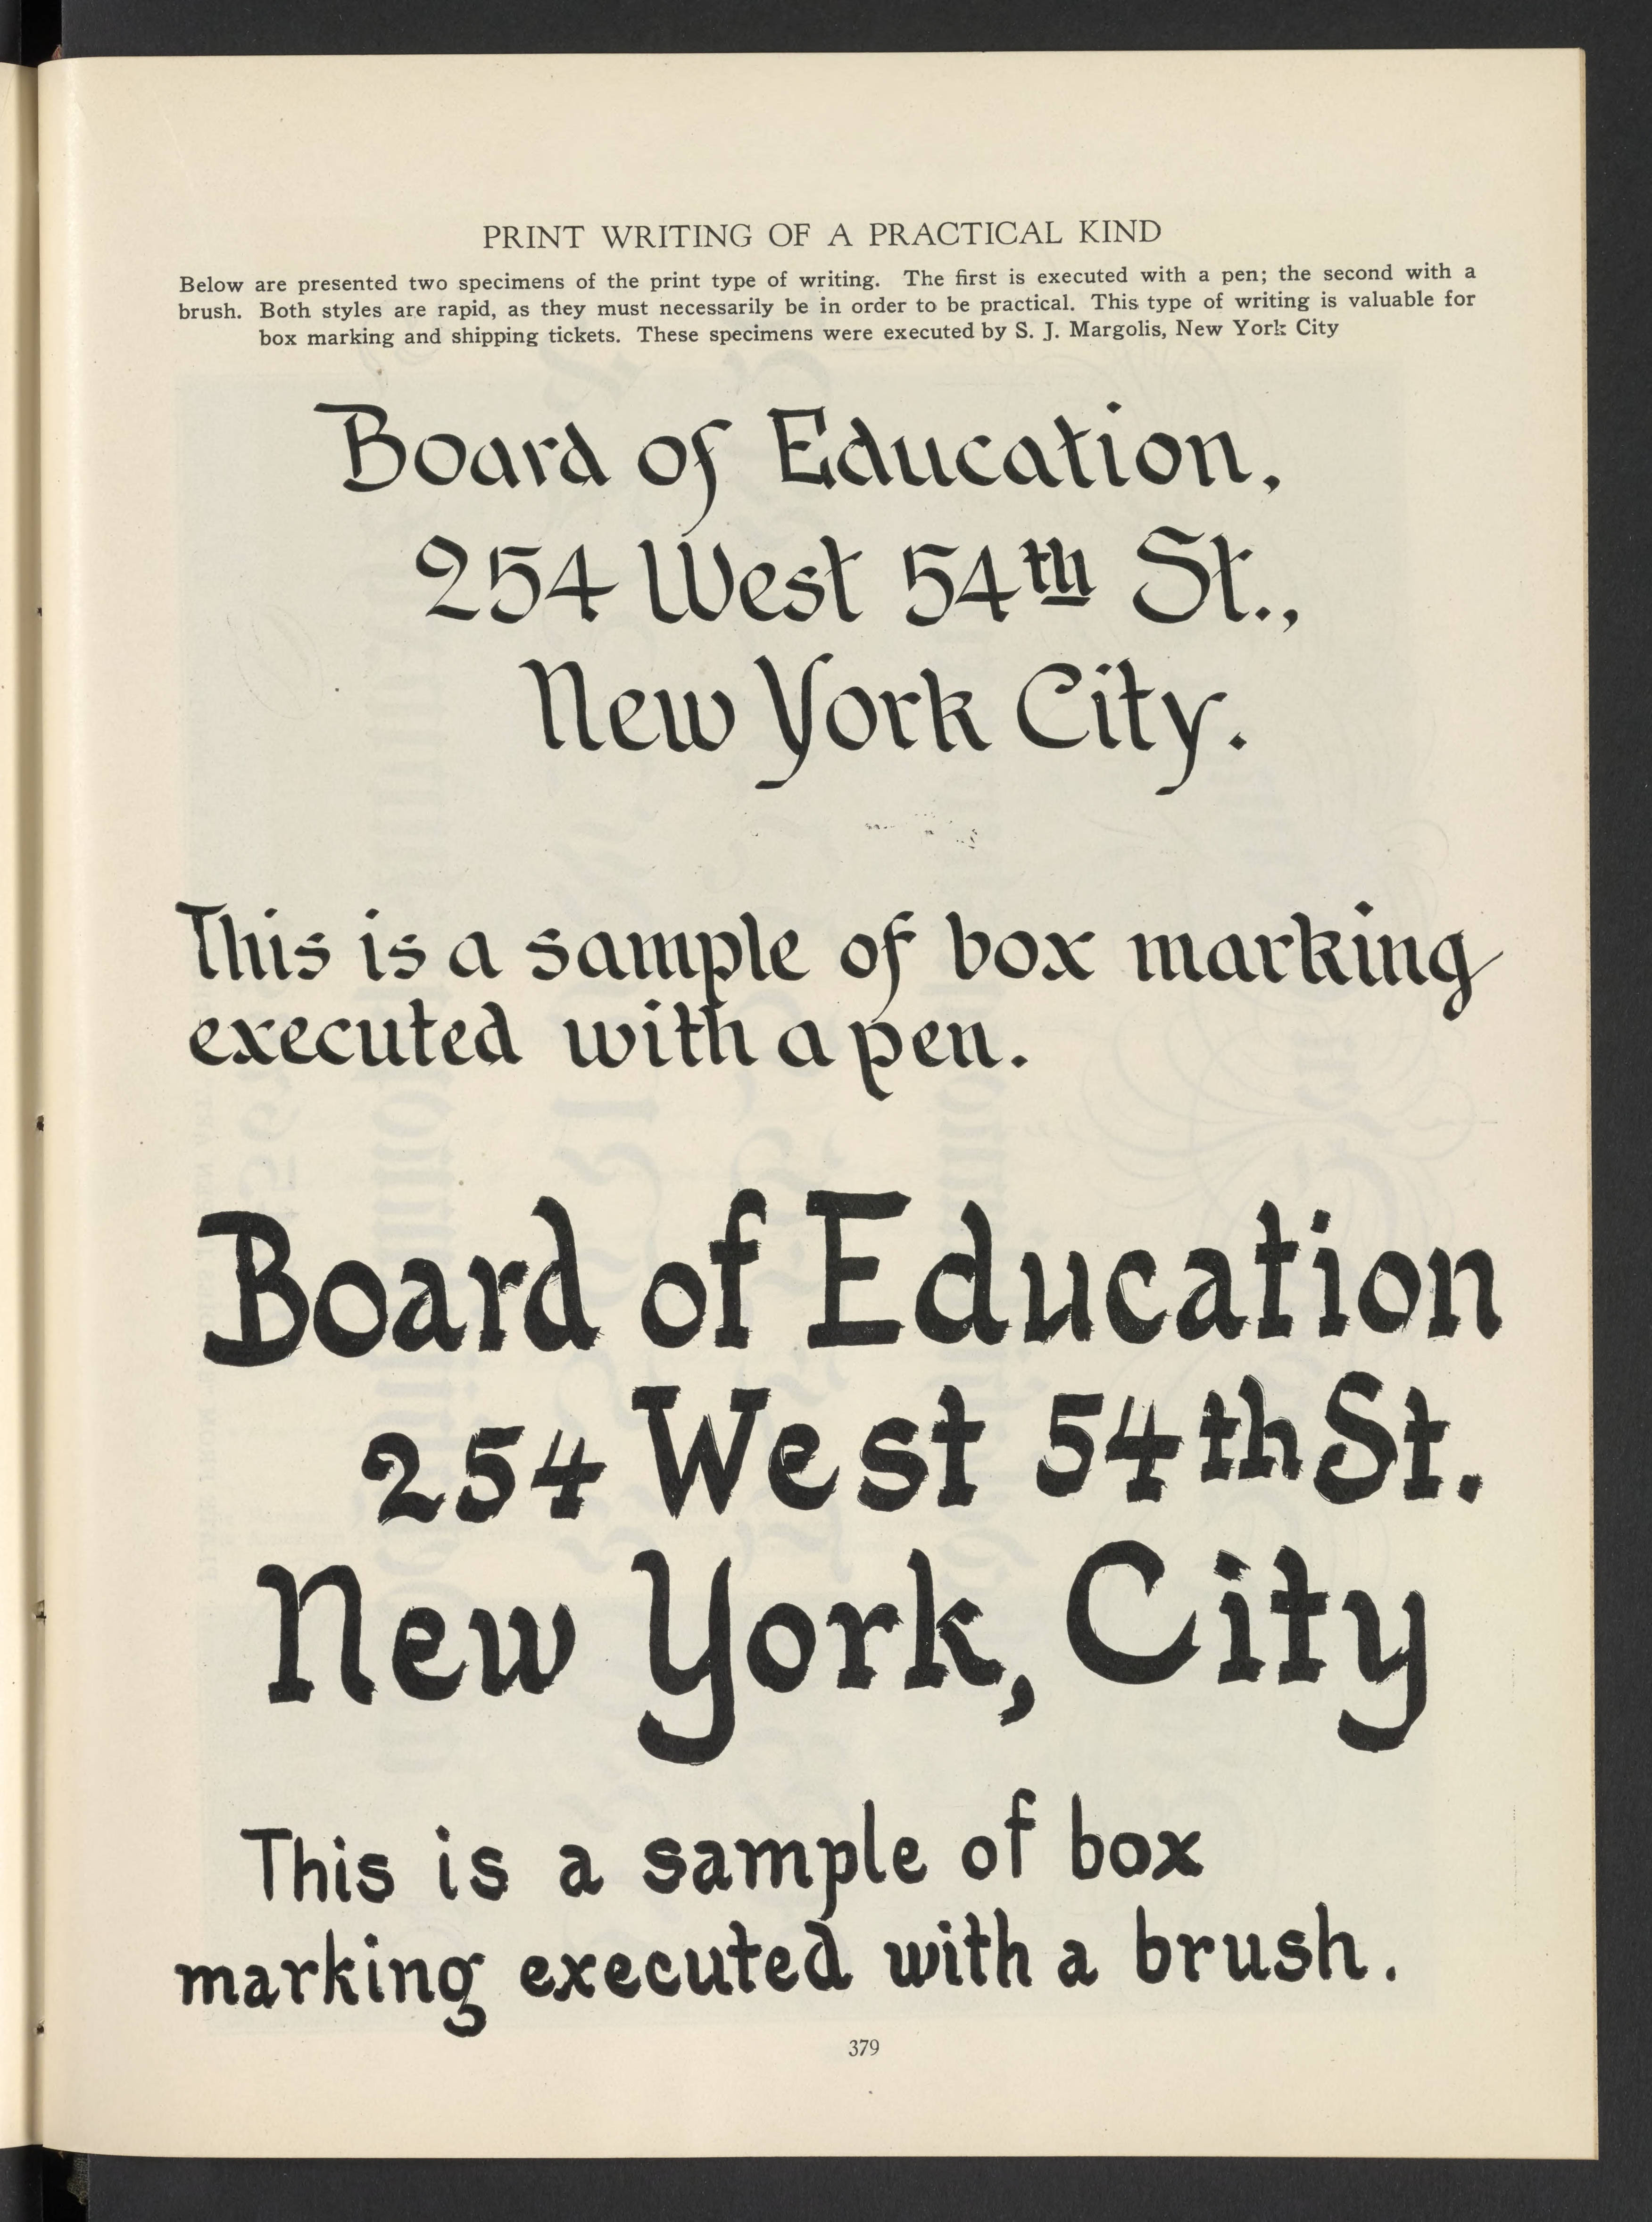 PRINT WRITING OF A PRACTICAL KIND
Below are presented two specimens of the print type of writing. The first is executed with a pen; the second with a
brush. Both styles are rapid, as they must necessarily be in order to be practical. This type of writing is valuable for
box marking and shipping tickets. These specimens were executed by S. J. Margolis, New York City
Board of Education,
254 West 54th St.,
New York City.
This is a sample of box marking
executed with a pen.
Board of Education
254 West 54th St.
New York, City
This is a sample of box
marking executed with a brush.
379